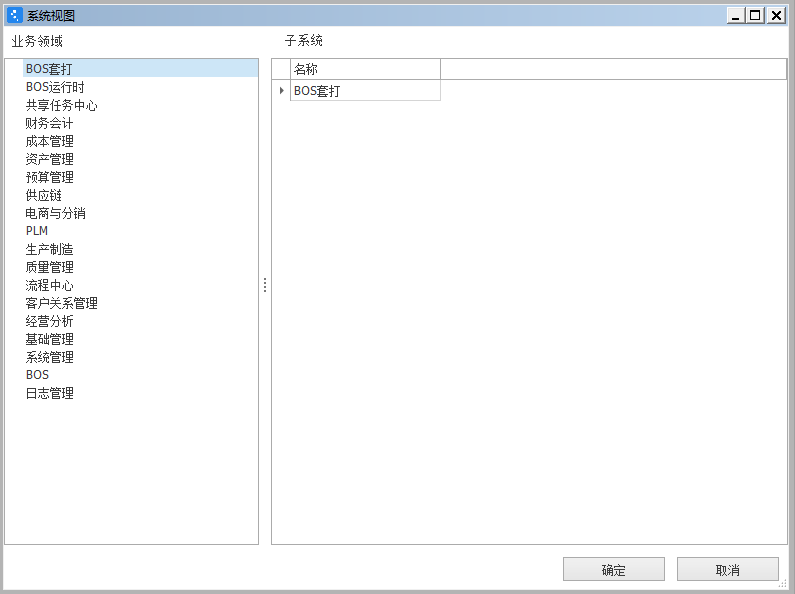 系统视图
业务领域
子系统
BOS套打
BOS运行时
共享任务中心
财务会计
成本管理
资产管理
预算管理
供应链
电商与分销
PLM
生产制造
质量管理
流程中心
客户关系管理
经营分析
基础管理
系统管理
BOS
日志管理
名称
BOS套打
确定
取消